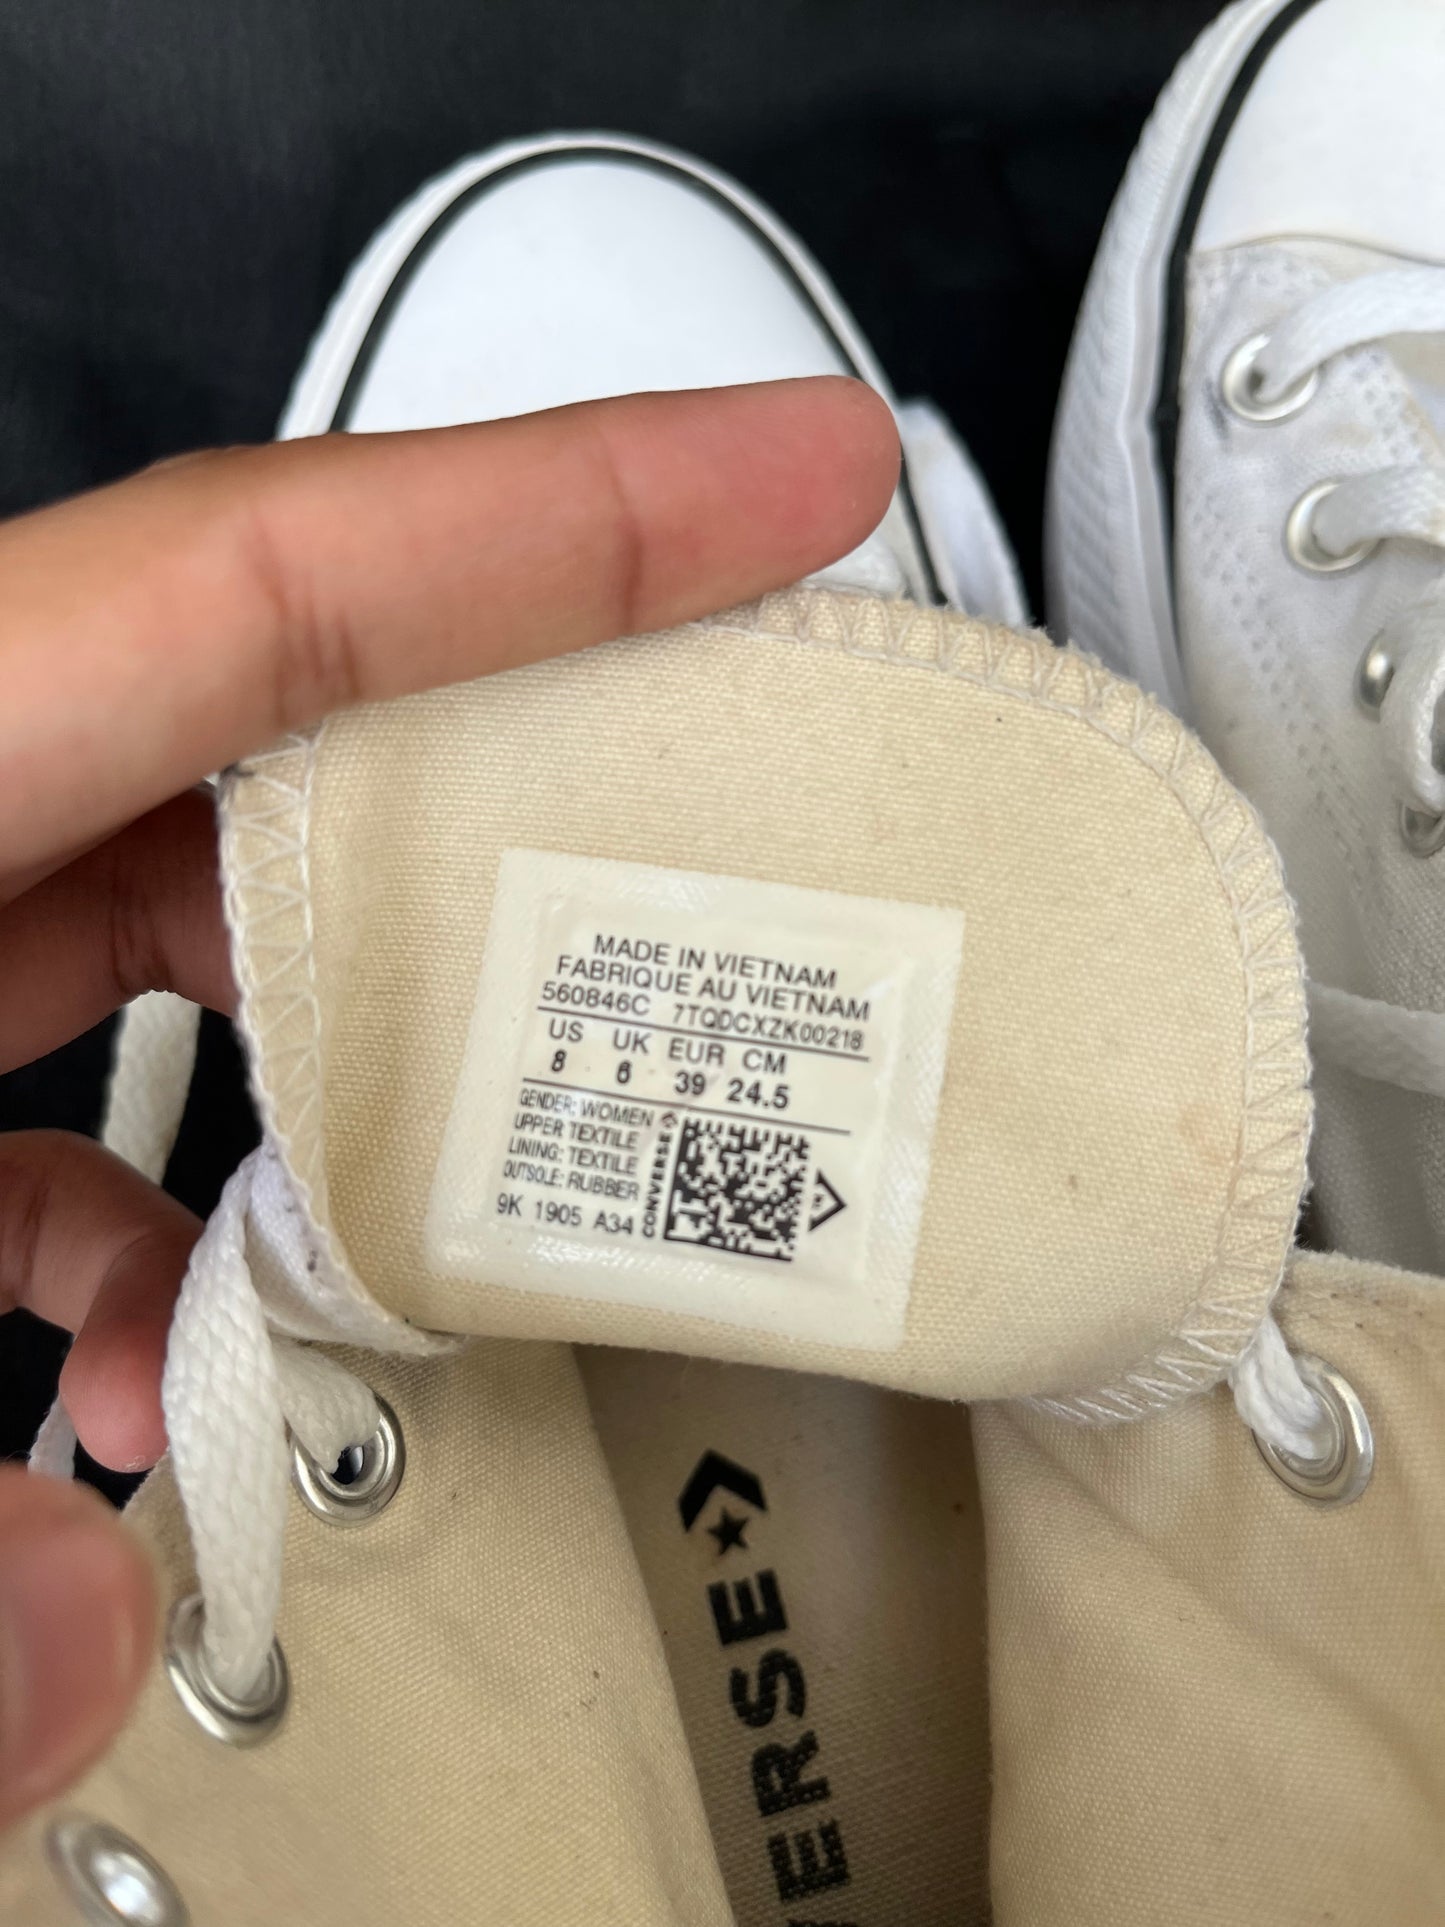 MADE IN VIETNAM
FABRIQUE AU VIETNAM
560846C 7TQDCXZK00218
US UK EUR CM
8 6 39 24.5
GENDER: WOMEN
UPPER TEXTILE
LINING: TEXTILE
OUTSOLE: RUBBER
9K 1905 A34
CONVERSE
VERSE